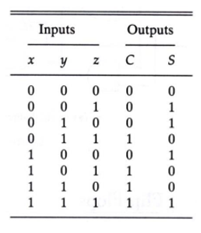 Inputs Outputs
x y z C S
0 0 0 0 0
0 0 1 0 1
0 1 0 0 1
0 1 1 1 0
1 0 0 0 1
1 0 1 1 0
1 1 0 1 0
1 1 1 1 1